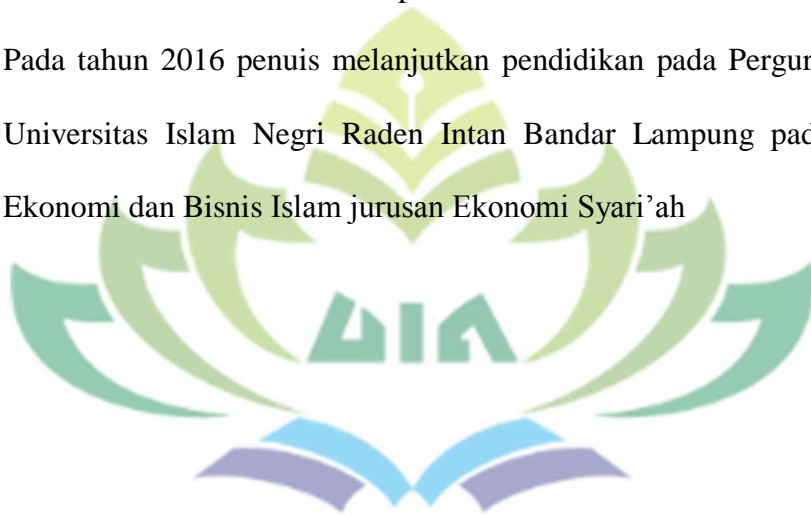 Pada tahun 2016 penuis melanjutkan pendidikan pada Pergur
Universitas Islam Negri Raden Intan Bandar Lampung pad
Ekonomi dan Bisnis Islam jurusan Ekonomi Syari’ah